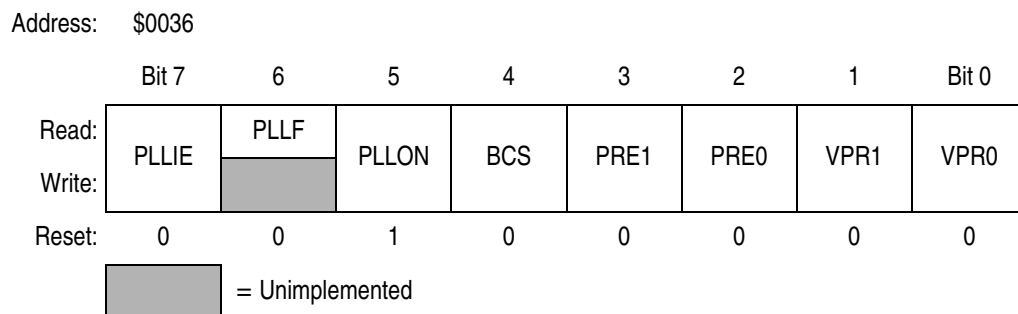 Address: $0036
Bit 7 6 5 4 3 2 1 Bit 0
Read: PLLIE PLLF PLLON BCS PRE1 PRE0 VPR1 VPR0
Write:
Reset: 0 0 1 0 0 0 0 0
= Unimplemented